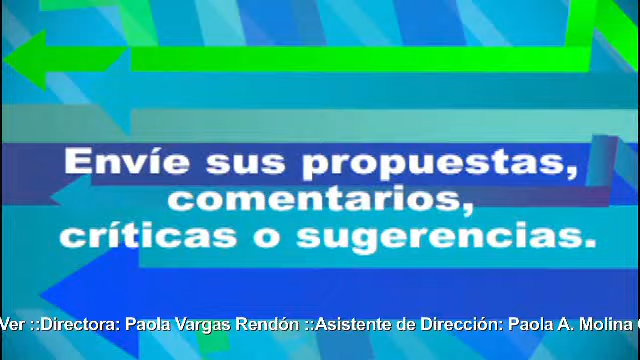 Envíe sus propuestas,
comentarios,
críticas o sugerencias.
Ver ::Directora: Paola Vargas Rendón ::Asistente de Dirección: Paola A. Molina